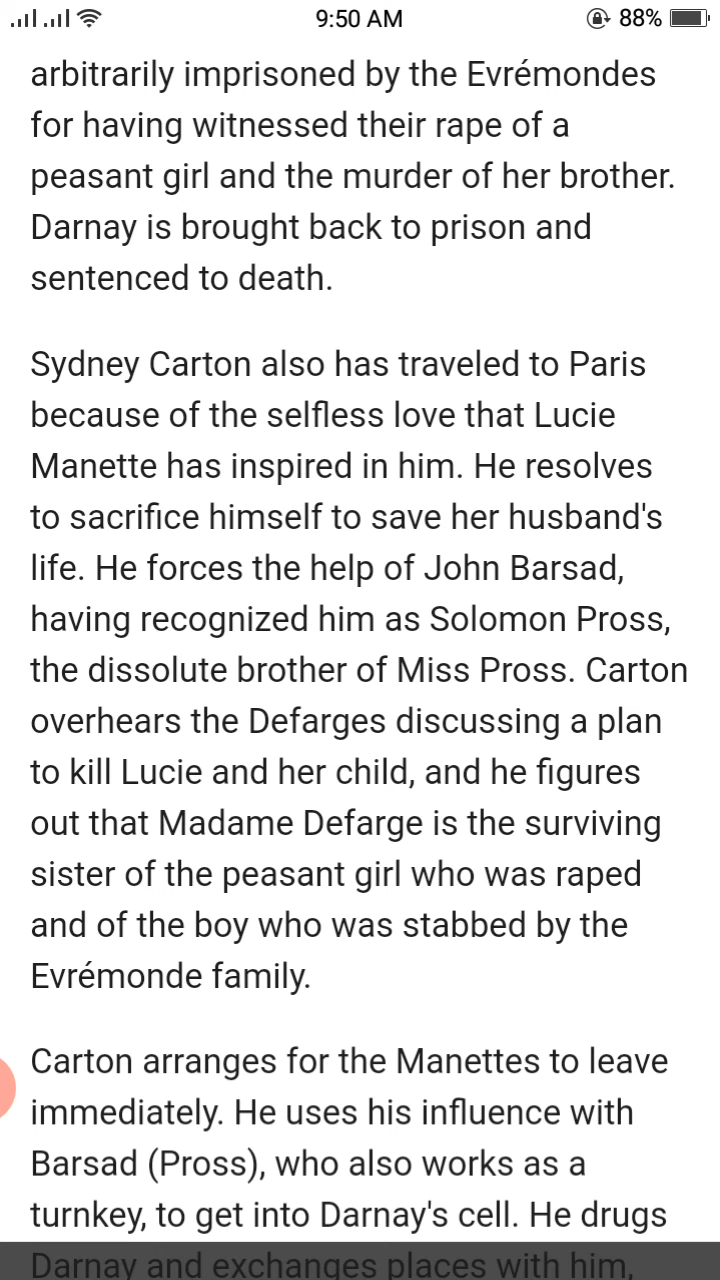 9:50 AM
88%
arbitrarily imprisoned by the Evrémondes
for having witnessed their rape of a
peasant girl and the murder of her brother.
Darnay is brought back to prison and
sentenced to death.
Sydney Carton also has traveled to Paris
because of the selfless love that Lucie
Manette has inspired in him. He resolves
to sacrifice himself to save her husband's
life. He forces the help of John Barsad,
having recognized him as Solomon Pross,
the dissolute brother of Miss Pross. Carton
overhears the Defarges discussing a plan
to kill Lucie and her child, and he figures
out that Madame Defarge is the surviving
sister of the peasant girl who was raped
and of the boy who was stabbed by the
Evrémonde family.
Carton arranges for the Manettes to leave
immediately. He uses his influence with
Barsad (Pross), who also works as a
turnkey, to get into Darnay's cell. He drugs
Darnay and exchanges places with him,